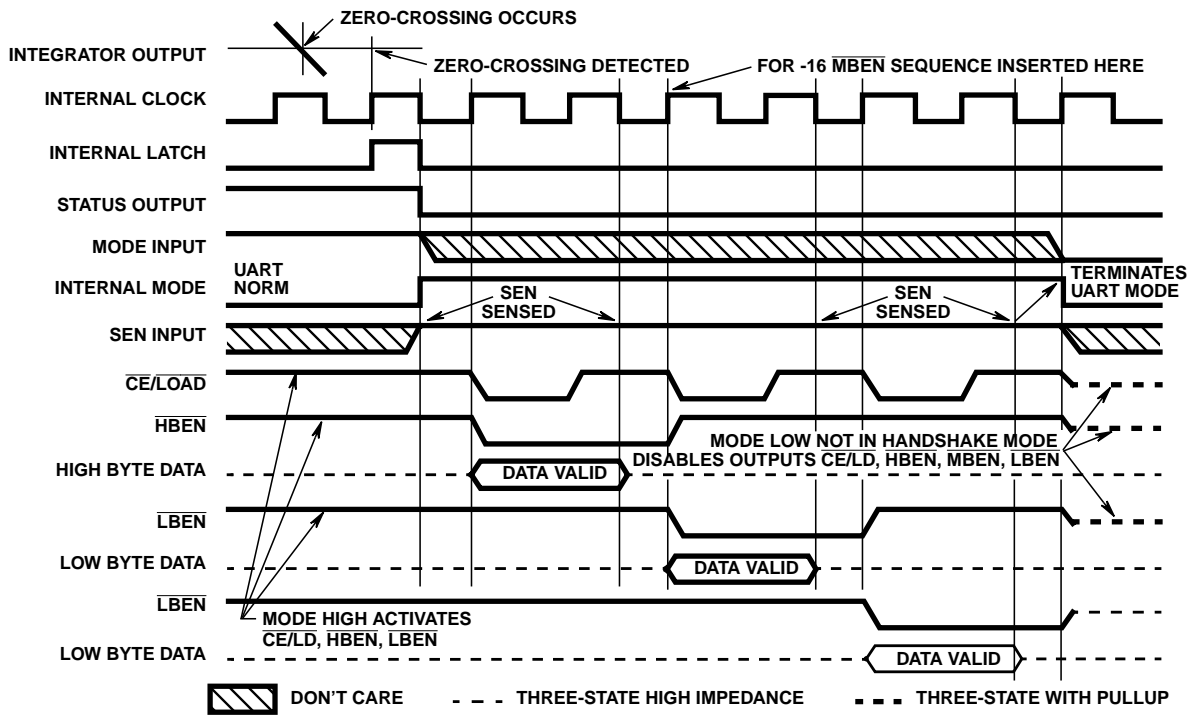 ZERO-CROSSING OCCURS
INTEGRATOR OUTPUT
ZERO-CROSSING DETECTED
FOR -16 MBEN SEQUENCE INSERTED HERE
INTERNAL CLOCK
INTERNAL LATCH
STATUS OUTPUT
MODE INPUT
INTERNAL MODE
UART
NORM
TERMINATES
UART MODE
SEN
SENSED
SEN
SENSED
SEN INPUT
CE/LOAD
HBEN
MODE LOW NOT IN HANDSHAKE MODE
DISABLES OUTPUTS CE/LD, HBEN, MBEN, LBEN
HIGH BYTE DATA
DATA VALID
LBEN
LOW BYTE DATA
DATA VALID
LBEN
MODE HIGH ACTIVATES
CE/LD, HBEN, LBEN
LOW BYTE DATA
DATA VALID
DON'T CARE
THREE-STATE HIGH IMPEDANCE
THREE-STATE WITH PULLUP